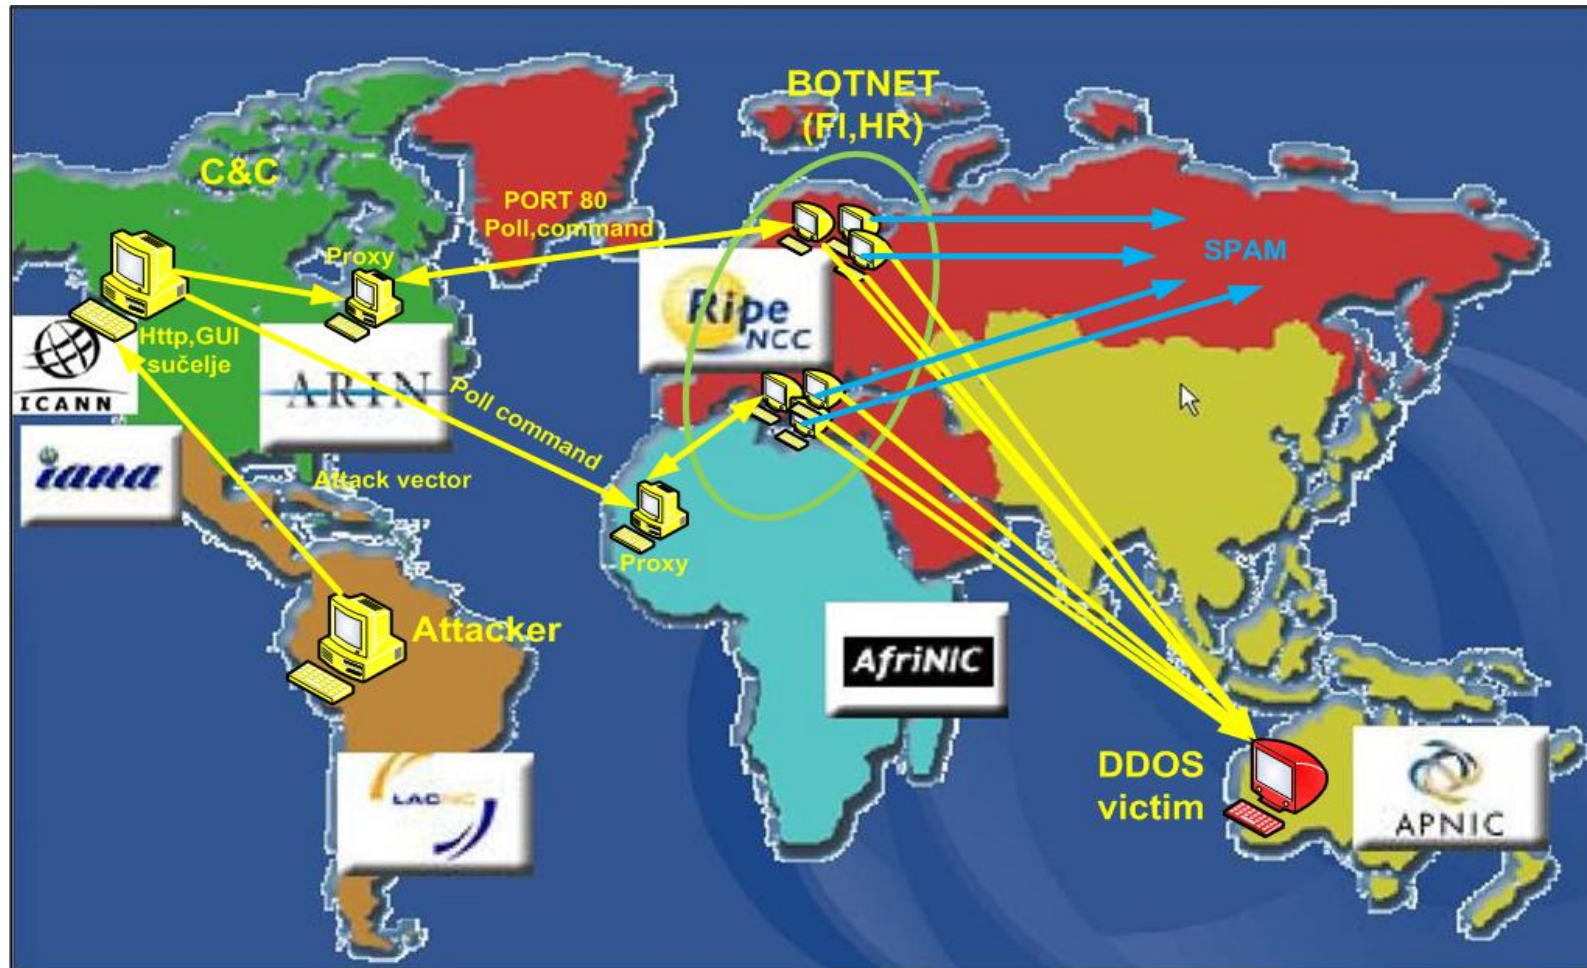 BOTNET
(FI,HR)
C&C
PORT 80
Poll,command
Proxy
SPAM
Ripe
NCC
Http,GUI
sučelje
ICANN
ARIN
Poll command
iana
Attack vector
Proxy
Attacker
AfriNIC
LACNIC
DDOS
victim
APNIC